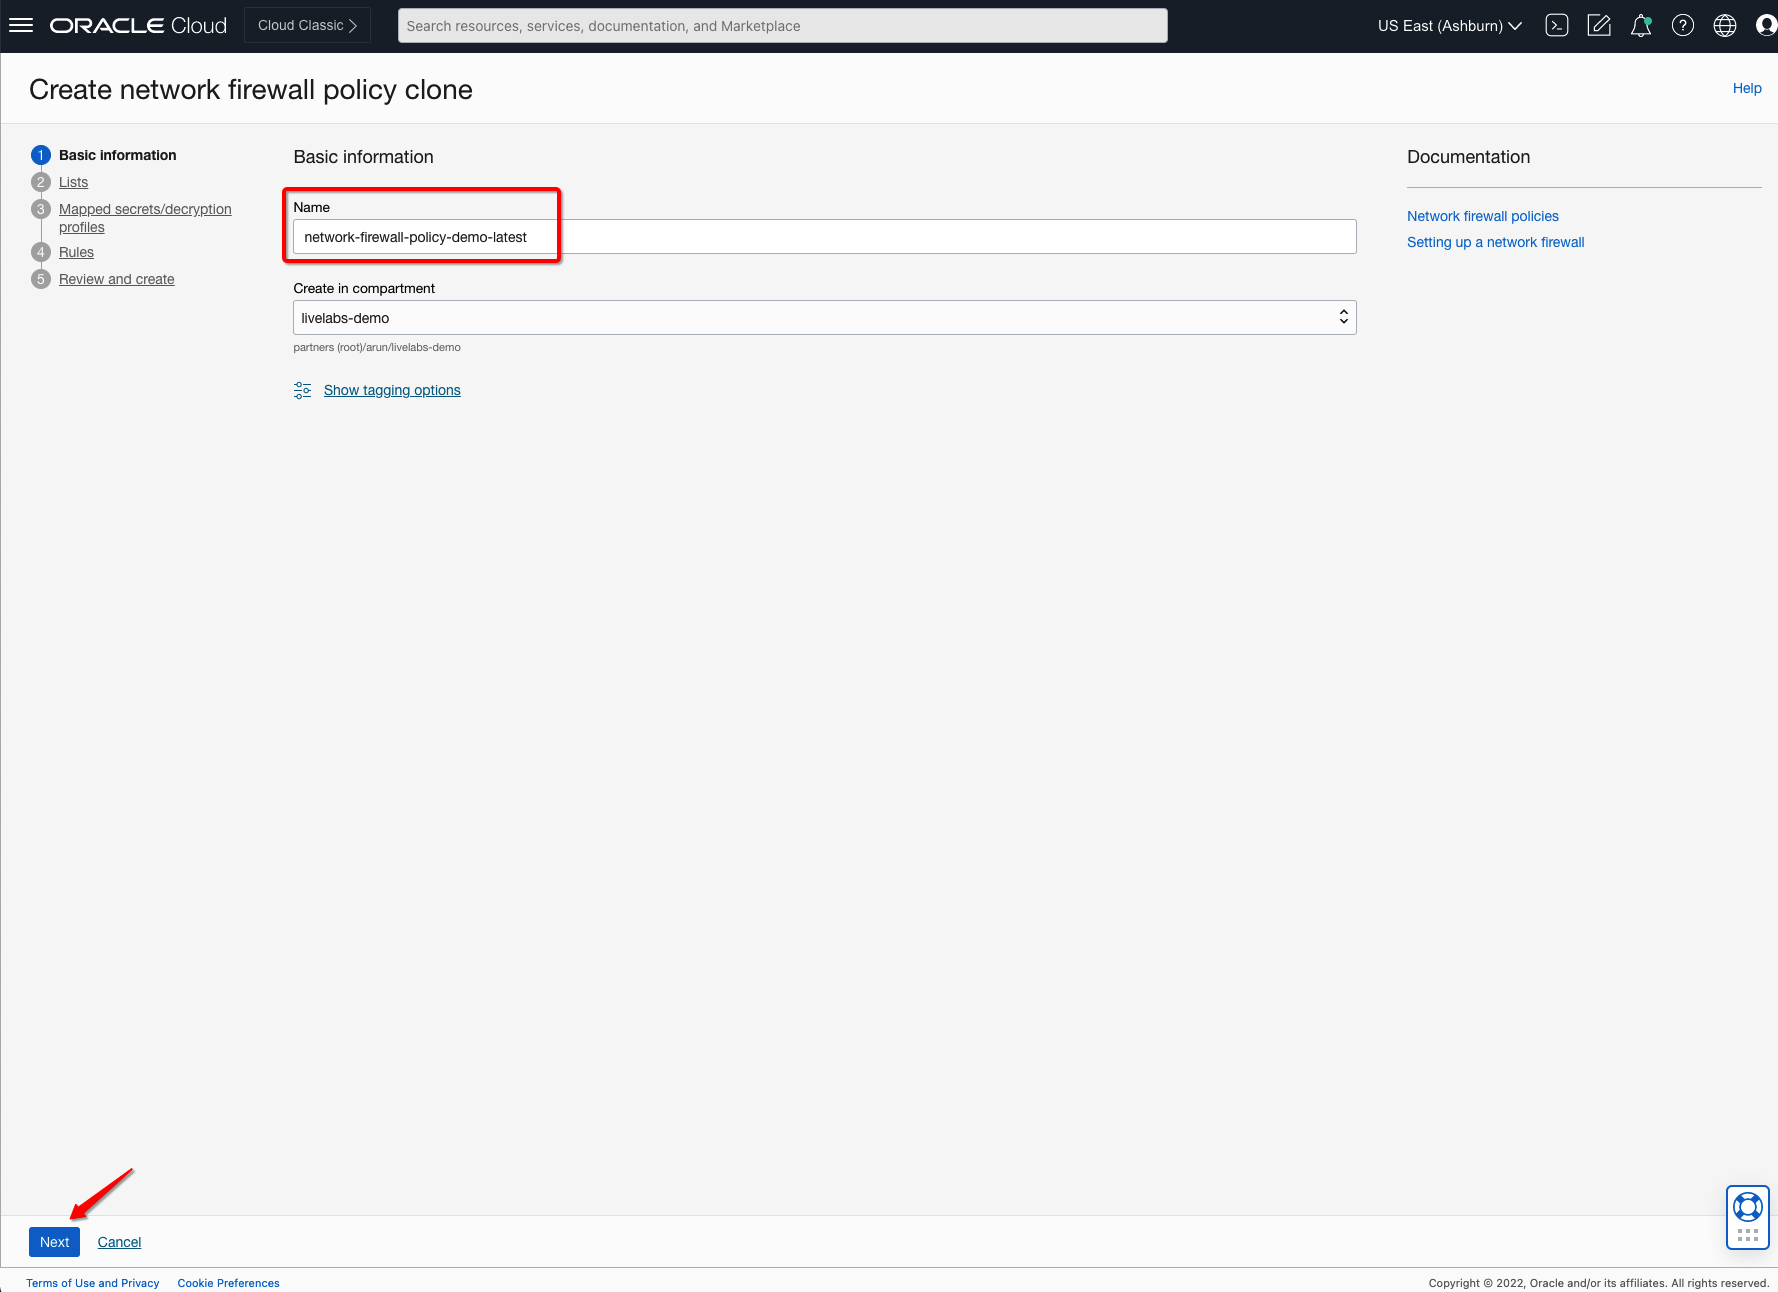 ORACLE Cloud
Cloud Classic
Search resources, services, documentation, and Marketplace
US East (Ashburn)
Create network firewall policy clone
Help
1 Basic information
2 Lists
3 Mapped secrets/decryption
profiles
4 Rules
5 Review and create
Basic information
Name
network-firewall-policy-demo-latest
Create in compartment
livelabs-demo
partners (root)/arun/livelabs-demo
Show tagging options
Documentation
Network firewall policies
Setting up a network firewall
Next
Cancel
Terms of Use and Privacy
Cookie Preferences
Copyright © 2022, Oracle and/or its affiliates. All rights reserved.